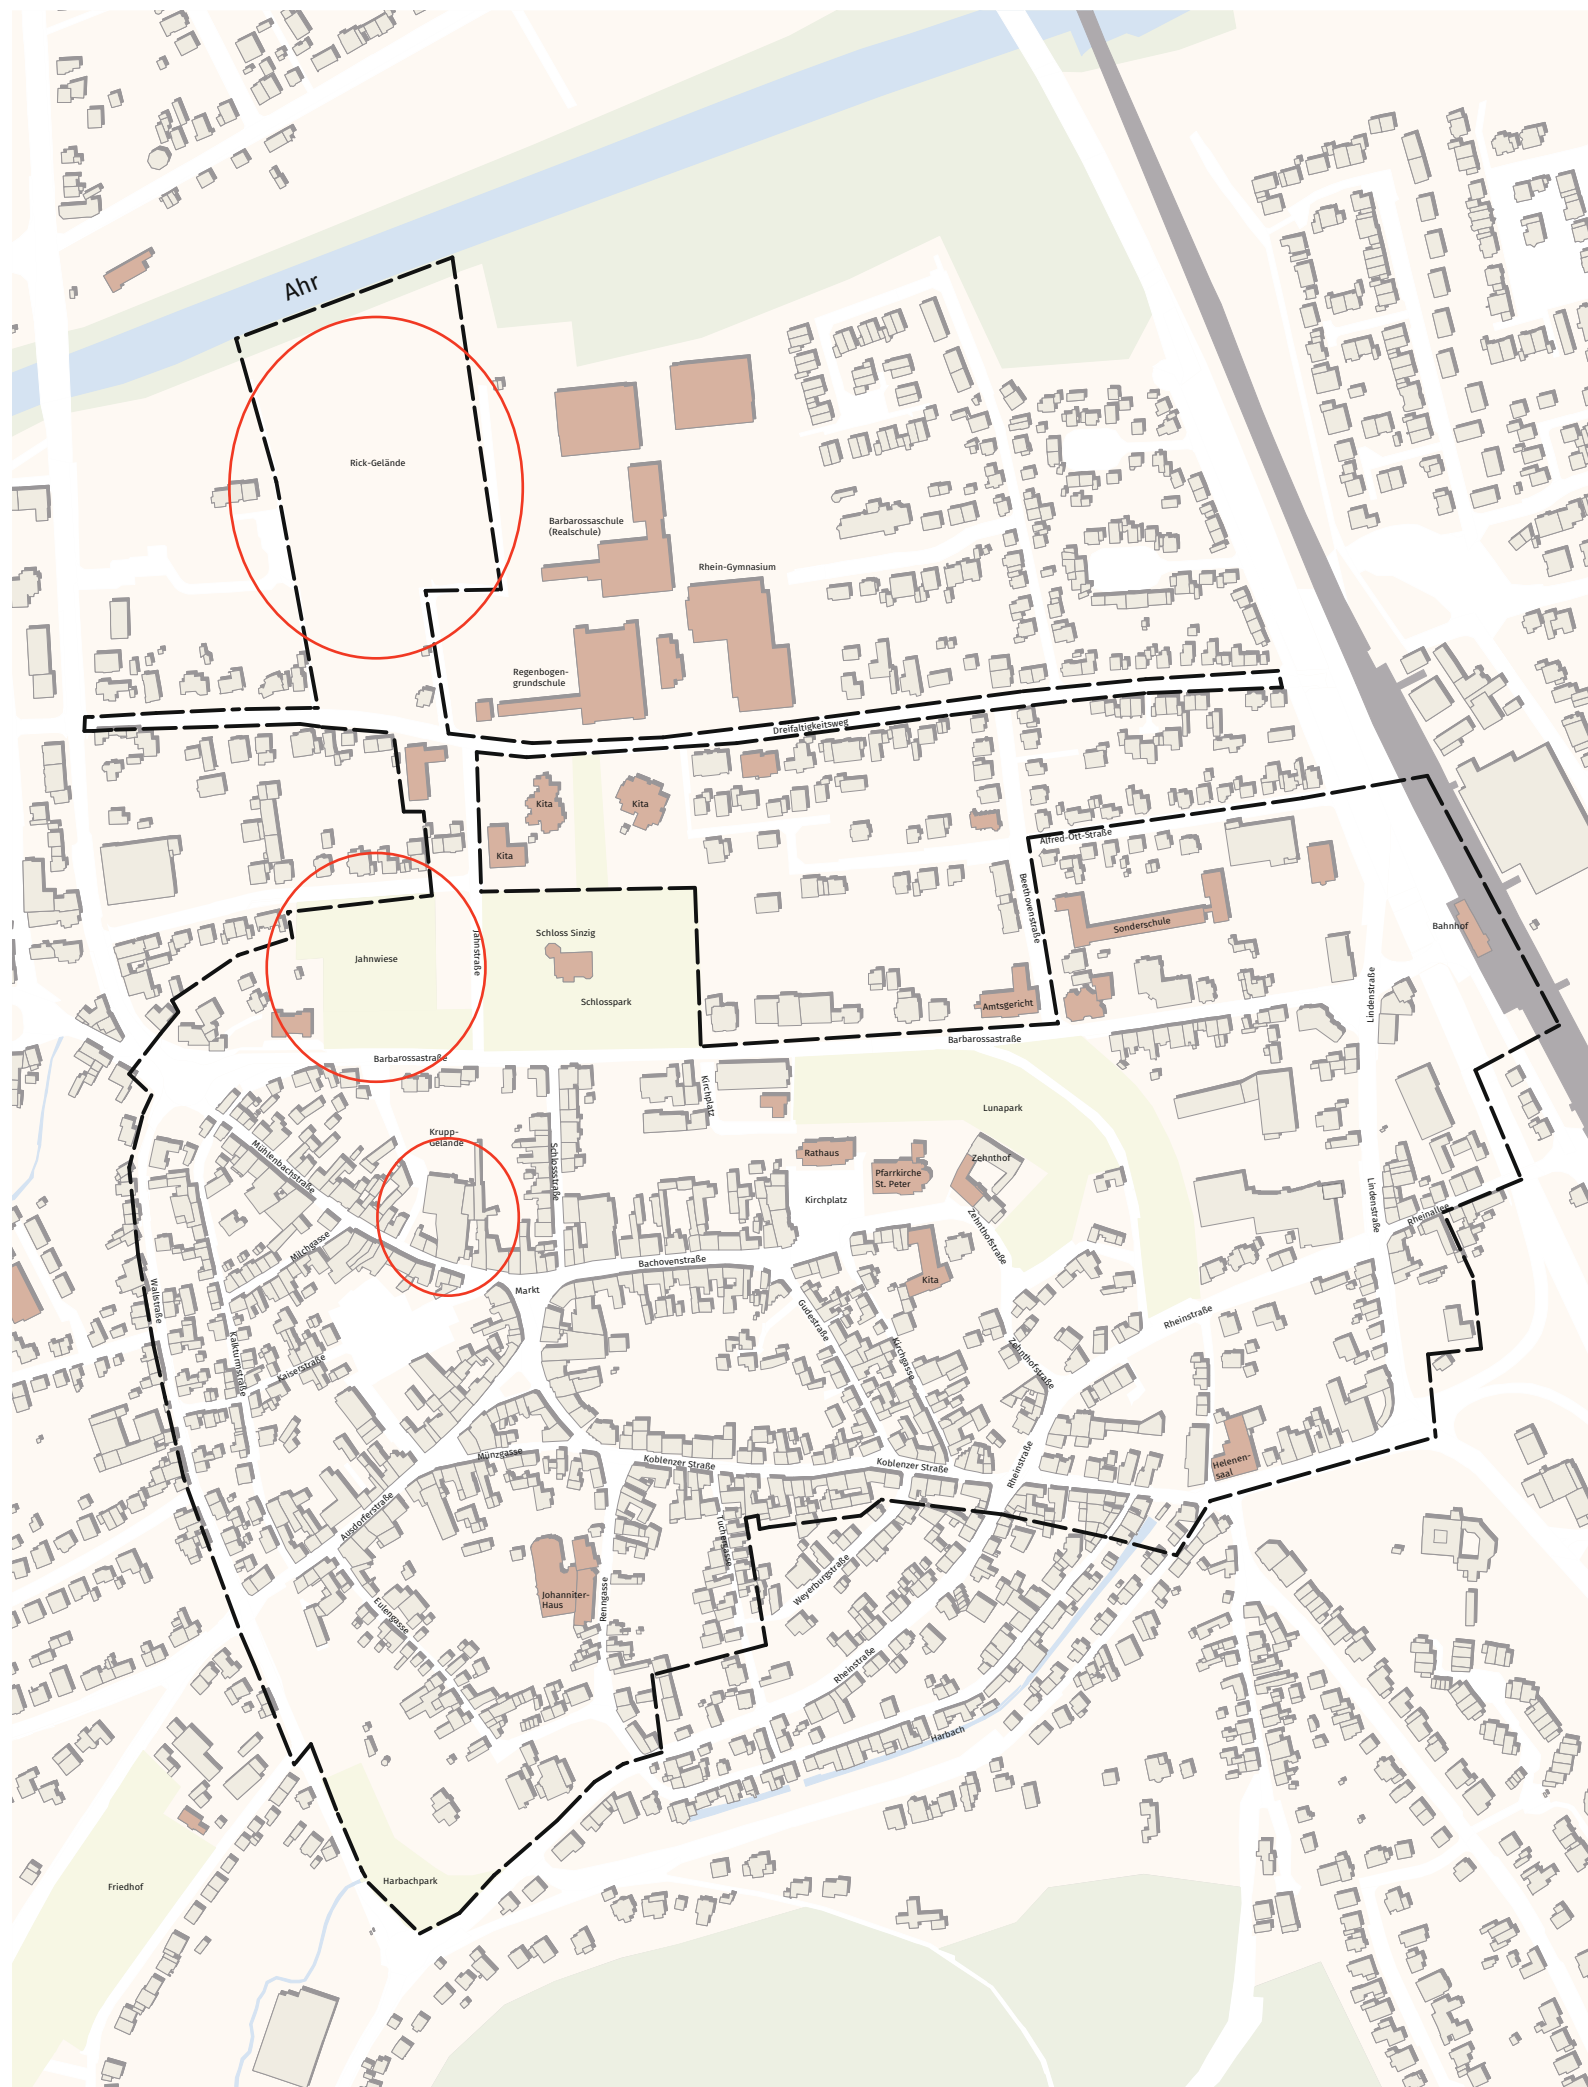 Ahr
Rick-Gelände
Barbarossaschule
(Realschule)
Rhein-Gymnasium
Regenbogen-
grundschule
Dreifaltigkeitsweg
Kita
Kita
Kita
Alfred-Ott-Straße
Beethovenstraße
Sonderschule
Bahnhof
Schloss Sinzig
Jahnstraße
Jahnwiese
Schlosspark
Amtsgericht
Lindenstraße
Barbarossastraße
Barbarossastraße
Kirchplatz
Lunapark
Krupp-
Gelände
Mühlenbachstraße
Schlossstraße
Rathaus
Zehnthof
Pfarrkirche
St. Peter
Kirchplatz
Lindenstraße
Rheinallee
Zehnthofstraße
Milchgasse
Bachovenstraße
Kita
Markt
Wallstraße
Gudestraße
Rheinstraße
Kalkturmstraße
Kaiserstraße
Kirchgasse
Zehnthofstraße
Münzgasse
Koblenzer Straße
Koblenzer Straße
Rheinstraße
Helenen-
saal
Ausdorferstraße
Tuchergasse
Weyerburgstraße
Johanniter-
Haus
Renngasse
Eulengasse
Rheinstraße
Harbach
Harbachpark
Friedhof